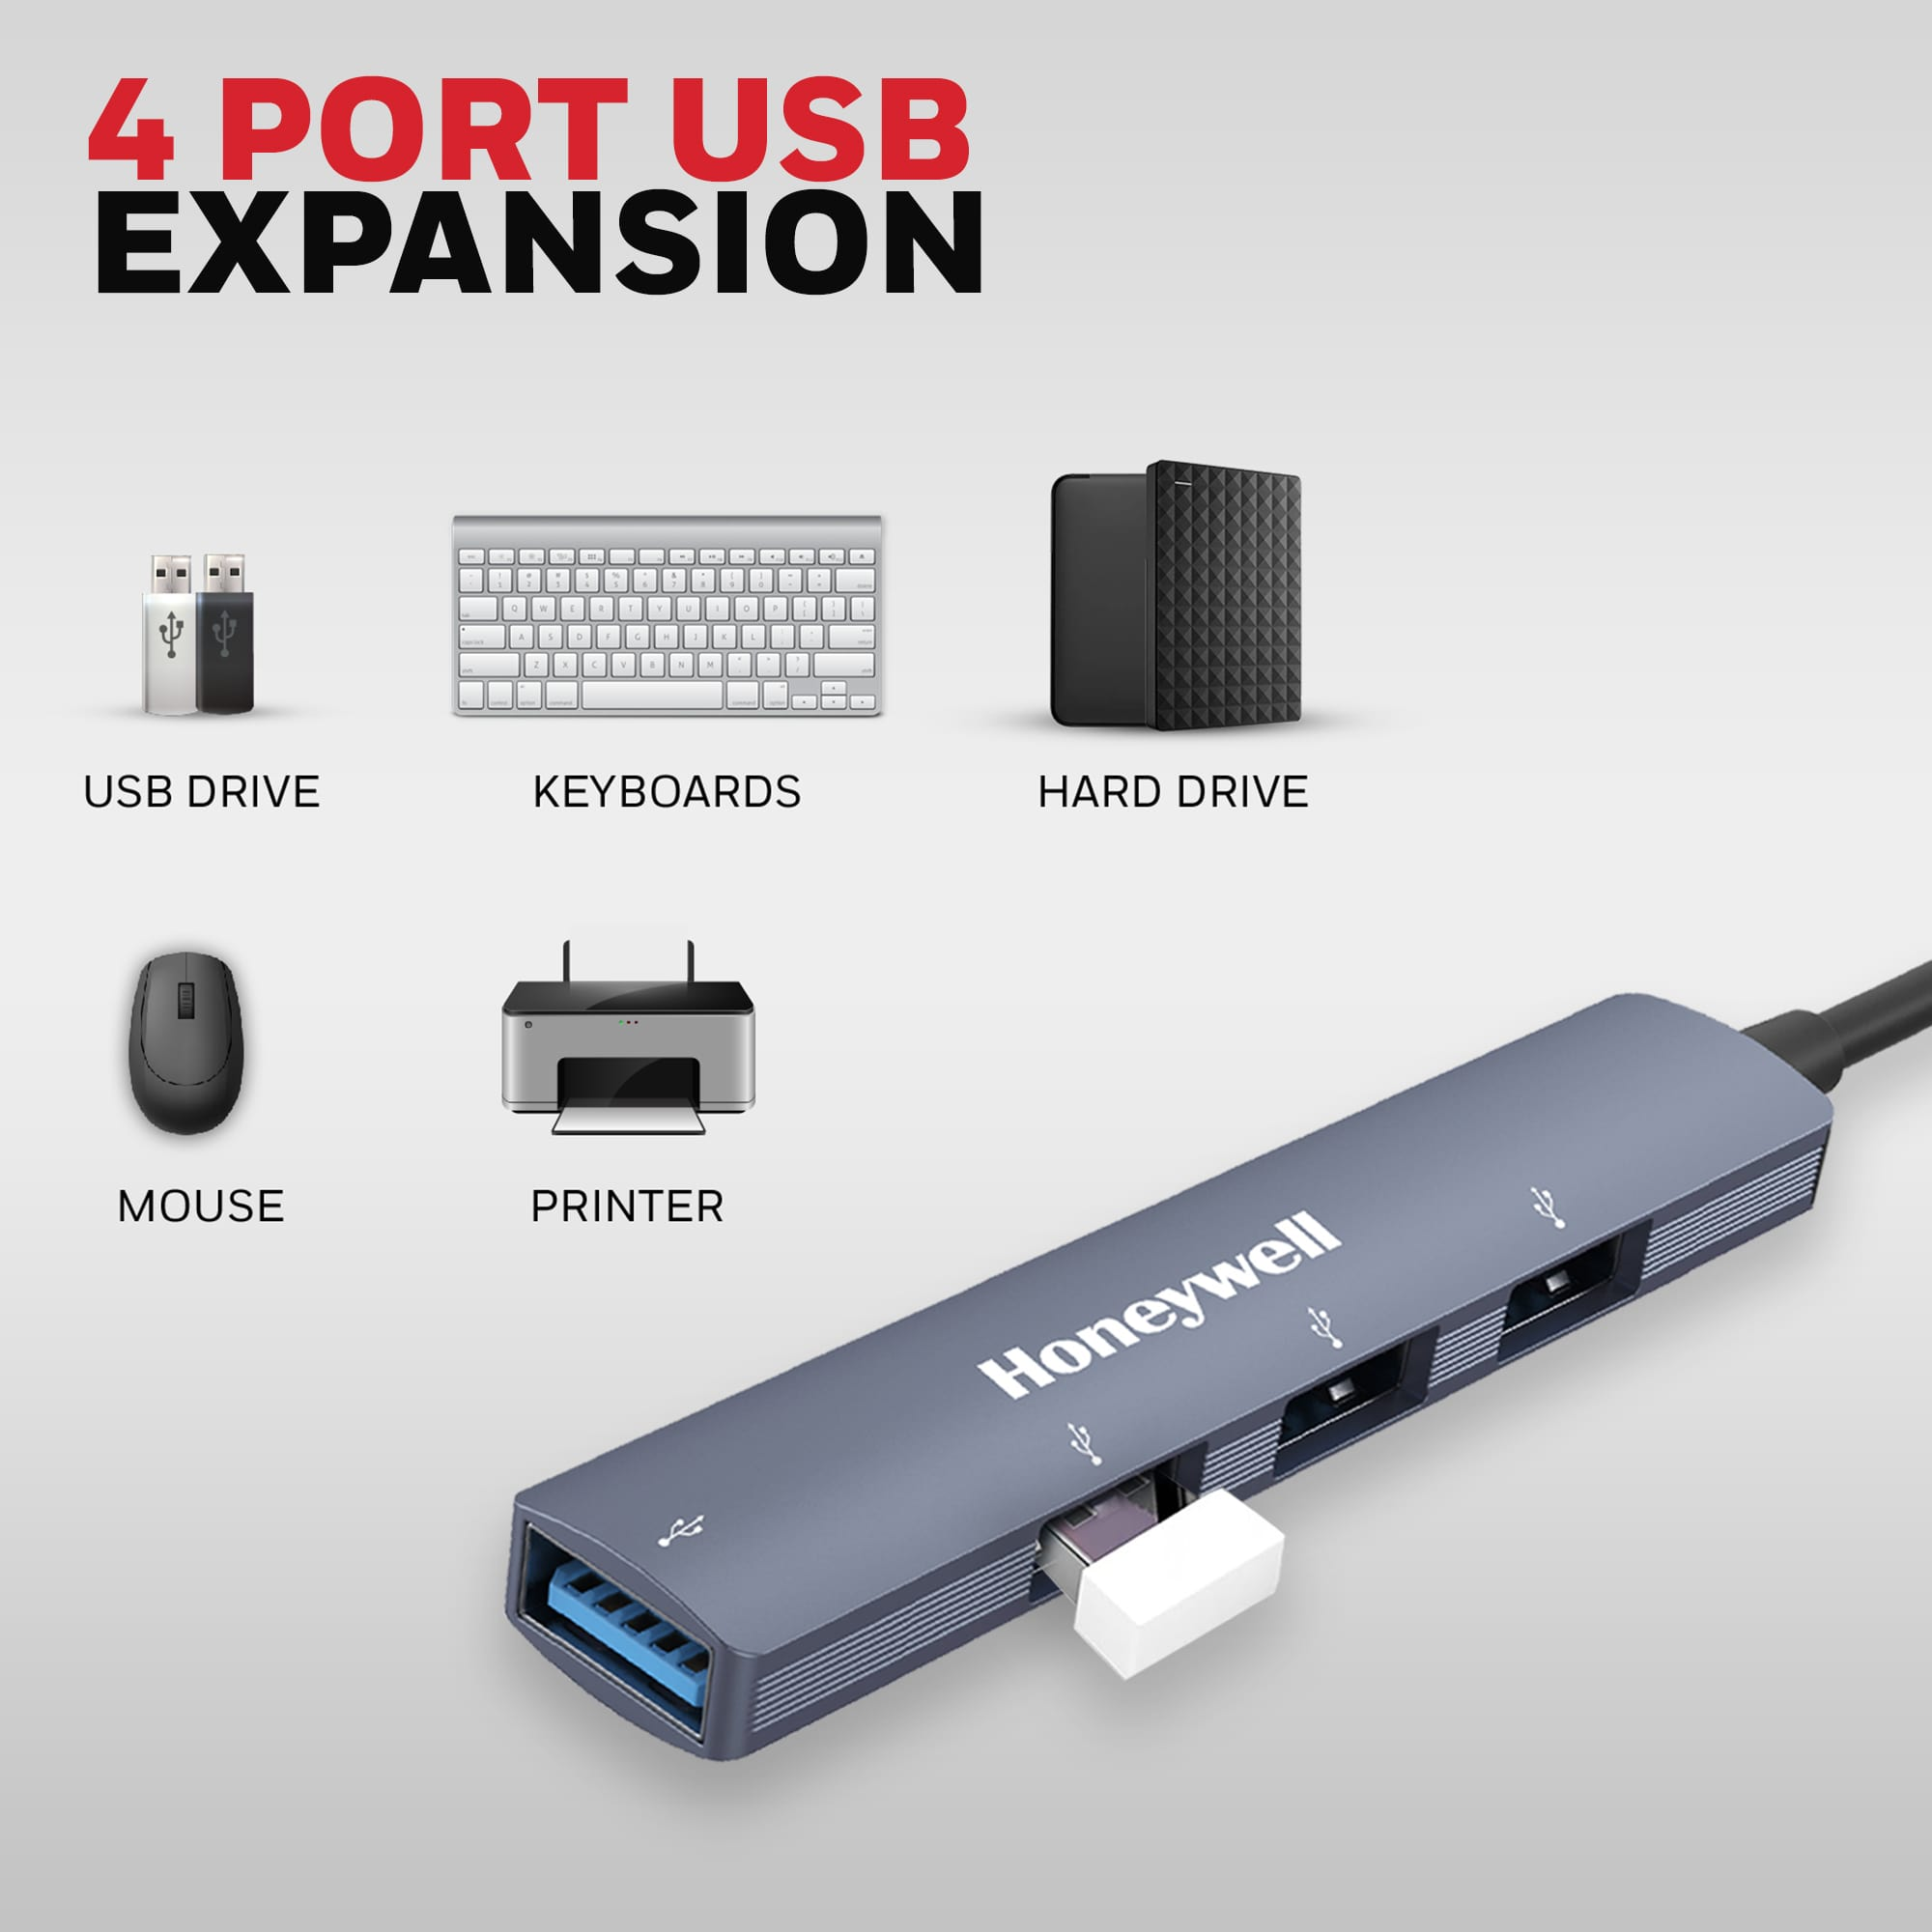 4 PORT USB
EXPANSION
USB DRIVE
KEYBOARDS
HARD DRIVE
MOUSE
PRINTER
Honeywell